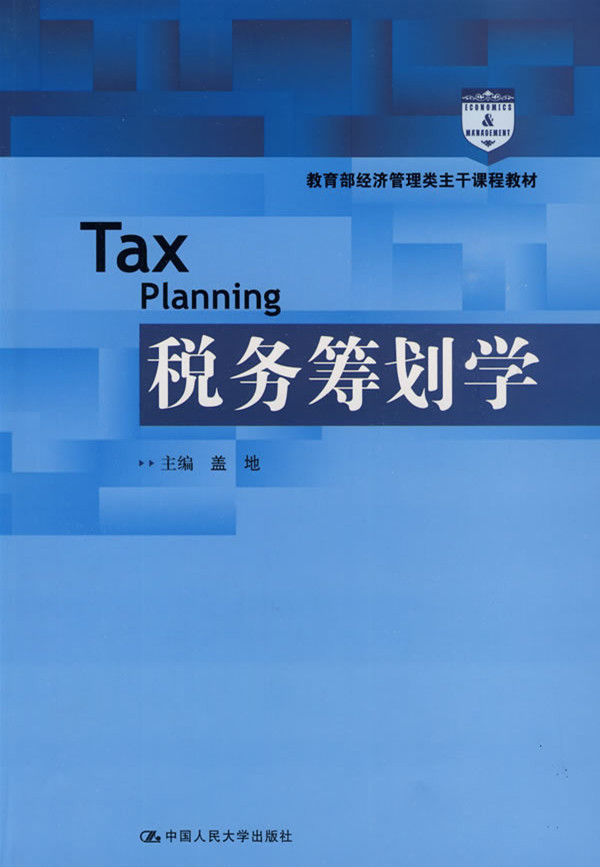 ECONOMICS
&
MANAGEMENT
教育部经济管理类主干课程教材
Tax
Planning
税务筹划学
主编 盖 地
中国人民大学出版社